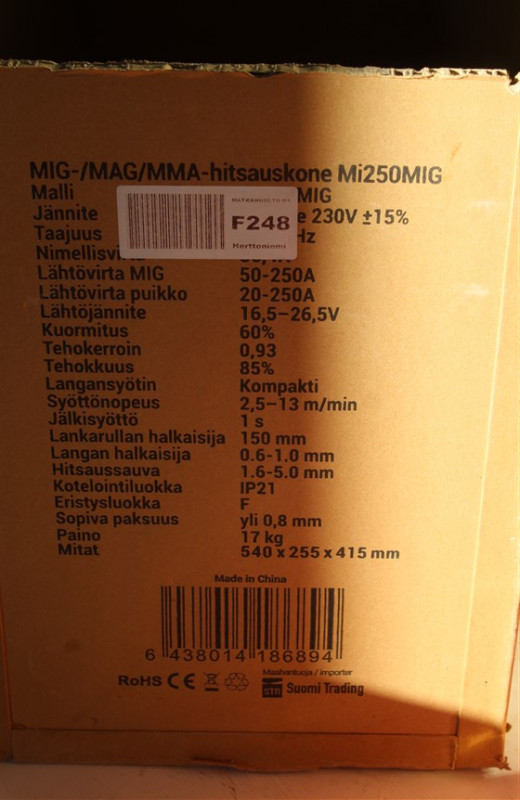 MIG-/MAG/MMA-hitsauskone Mi250MIG
Malli MIG
Jännite e 230V ±15%
Taajuus Hz
F248
Herttoniemi
Nimellisvirta
Lähtövirta MIG 50-250A
Lähtövirta puikko 20-250A
Lähtöjännite 16,5–26,5V
Kuormitus 60%
Tehokerroin 0,93
Tehokkuus 85%
Langansyötin Kompakti
Syöttönopeus 2,5–13 m/min
Jälkisyöttö 1 s
Lankarullan halkaisija 150 mm
Langan halkaisija 0.6-1.0 mm
Hitsaussauva 1.6-5.0 mm
Kotelointiluokka IP21
Eristysluokka F
Sopiva paksuus yli 0,8 mm
Paino 17 kg
Mitat 540 x 255 x 415 mm
Made in China
6 438014 186894
RoHS CE
Maahantuoja / importer
STR Suomi Trading